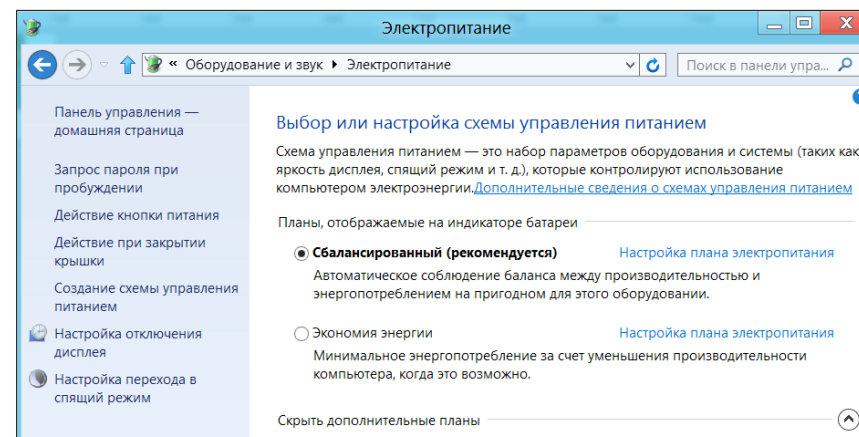 Электропитание
« Оборудование и звук ▸ Электропитание
Поиск в панели упра...
Панель управления —
домашняя страница
Запрос пароля при
пробуждении
Действие кнопки питания
Действие при закрытии
крышки
Создание схемы управления
питанием
Настройка отключения
дисплея
Настройка перехода в
спящий режим
Выбор или настройка схемы управления питанием
Схема управления питанием — это набор параметров оборудования и системы (таких как
яркость дисплея, спящий режим и т. д.), которые контролируют использование
компьютером электроэнергии.Дополнительные сведения о схемах управления питанием
Планы, отображаемые на индикаторе батареи
Сбалансированный (рекомендуется) Настройка плана электропитания
Автоматическое соблюдение баланса между производительностью и
энергопотреблением на пригодном для этого оборудовании.
Экономия энергии Настройка плана электропитания
Минимальное энергопотребление за счет уменьшения производительности
компьютера, когда это возможно.
Скрыть дополнительные планы